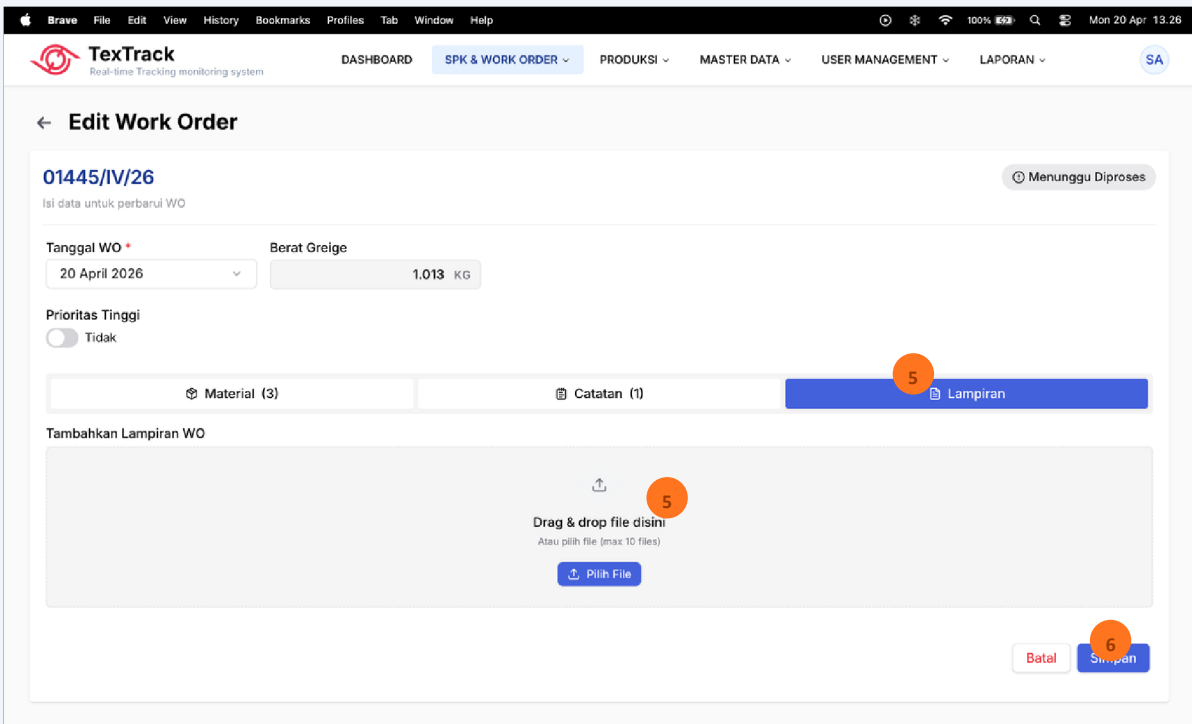 Brave File Edit View History Bookmarks Profiles Tab Window Help 100% Mon 20 Apr 13.26
TexTrack
Real-time Tracking monitoring system
DASHBOARD SPK & WORK ORDER PRODUKSI MASTER DATA USER MANAGEMENT LAPORAN SA
Edit Work Order
01445/IV/26 Menunggu Diproses
Isi data untuk perbarui WO
Tanggal WO * Berat Greige
20 April 2026 1.013 KG
Prioritas Tinggi
Tidak
5
Material (3) Catatan (1) Lampiran
Tambahkan Lampiran WO
5
Drag & drop file disini
Atau pilih file (max 10 files)
Pilih File
6
Batal Simpan